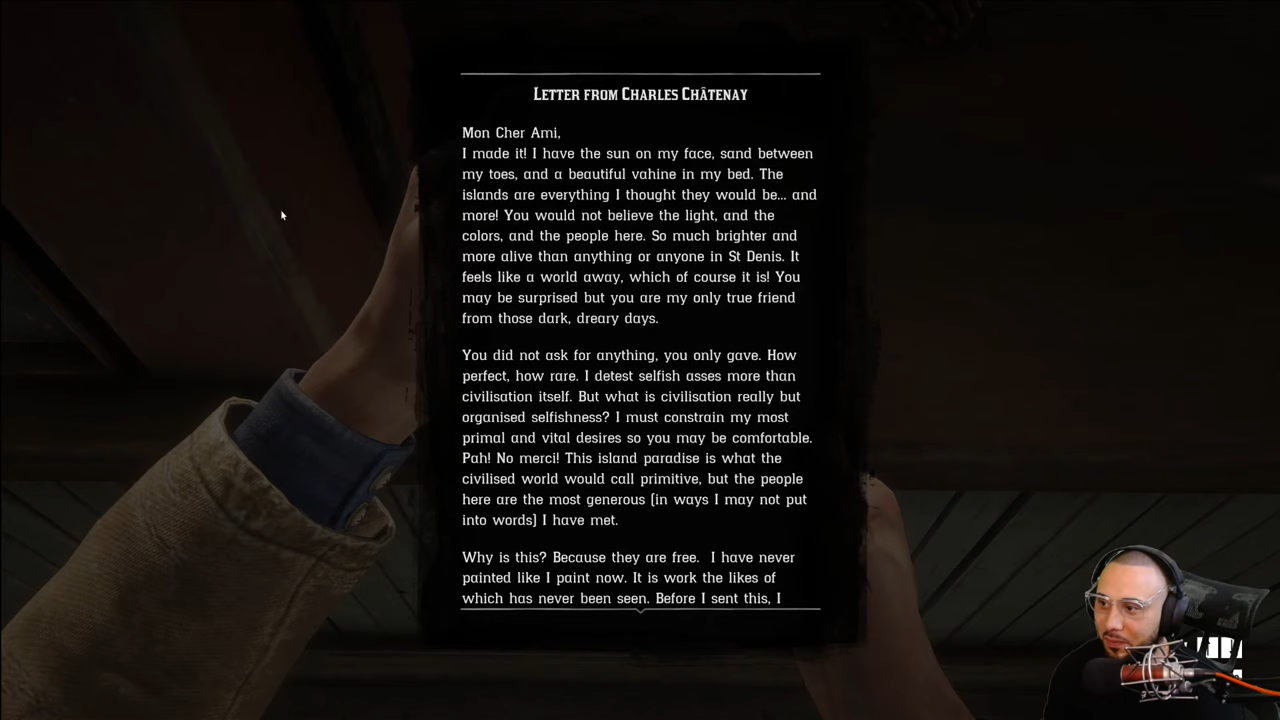 Letter from Charles Châtenay
Mon Cher Ami,
I made it! I have the sun on my face, sand between
my toes, and a beautiful vahine in my bed. The
islands are everything I thought they would be... and
more! You would not believe the light, and the
colors, and the people here. So much brighter and
more alive than anything or anyone in St Denis. It
feels like a world away, which of course it is! You
may be surprised but you are my only true friend
from those dark, dreary days.
You did not ask for anything, you only gave. How
perfect, how rare. I detest selfish asses more than
civilisation itself. But what is civilisation really but
organised selfishness? I must constrain my most
primal and vital desires so you may be comfortable.
Pah! No merci! This island paradise is what the
civilised world would call primitive, but the people
here are the most generous (in ways I may not put
into words) I have met.
Why is this? Because they are free. I have never
painted like I paint now. It is work the likes of
which has never been seen. Before I sent this, I